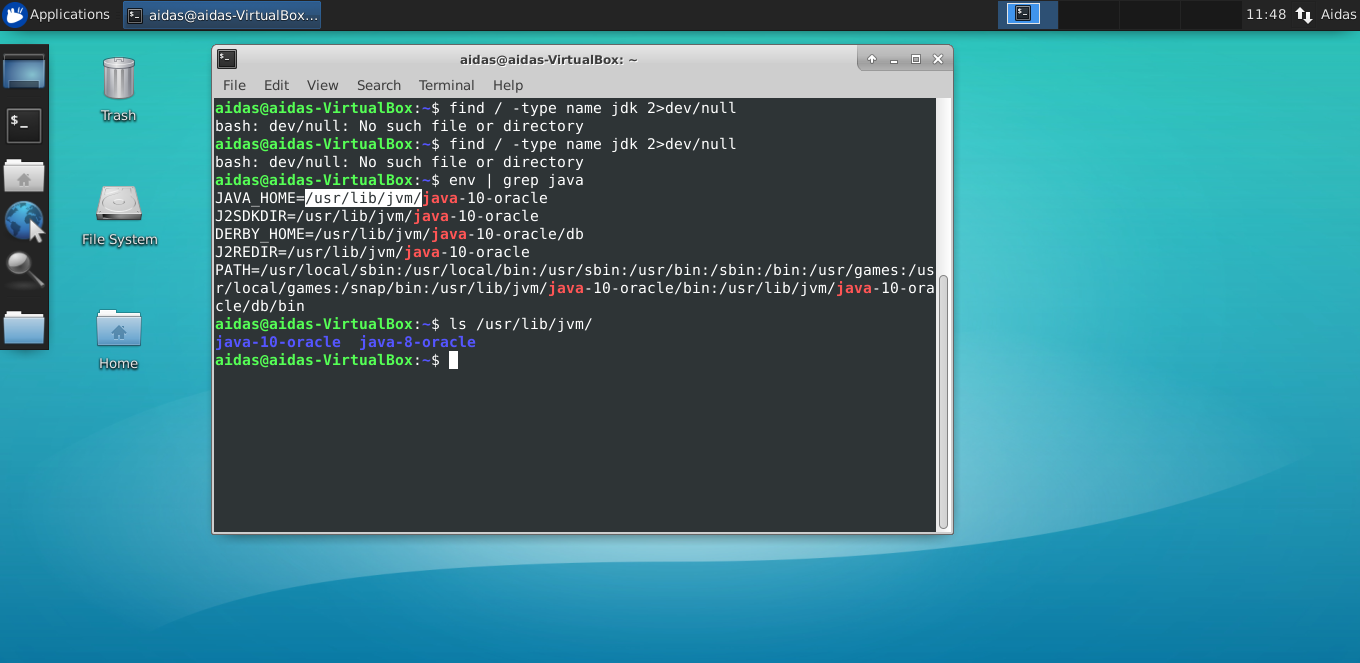 Applications
aidas@aidas-VirtualBox...
11:48
Aidas
Trash
File System
Home
aidas@aidas-VirtualBox: ~
File Edit View Search Terminal Help
aidas@aidas-VirtualBox:~$ find / -type name jdk 2>dev/null
bash: dev/null: No such file or directory
aidas@aidas-VirtualBox:~$ find / -type name jdk 2>dev/null
bash: dev/null: No such file or directory
aidas@aidas-VirtualBox:~$ env | grep java
JAVA_HOME=/usr/lib/jvm/java-10-oracle
J2SDKDIR=/usr/lib/jvm/java-10-oracle
DERBY_HOME=/usr/lib/jvm/java-10-oracle/db
J2REDIR=/usr/lib/jvm/java-10-oracle
PATH=/usr/local/sbin:/usr/local/bin:/usr/sbin:/usr/bin:/sbin:/bin:/usr/games:/us
r/local/games:/snap/bin:/usr/lib/jvm/java-10-oracle/bin:/usr/lib/jvm/java-10-ora
cle/db/bin
aidas@aidas-VirtualBox:~$ ls /usr/lib/jvm/
java-10-oracle  java-8-oracle
aidas@aidas-VirtualBox:~$